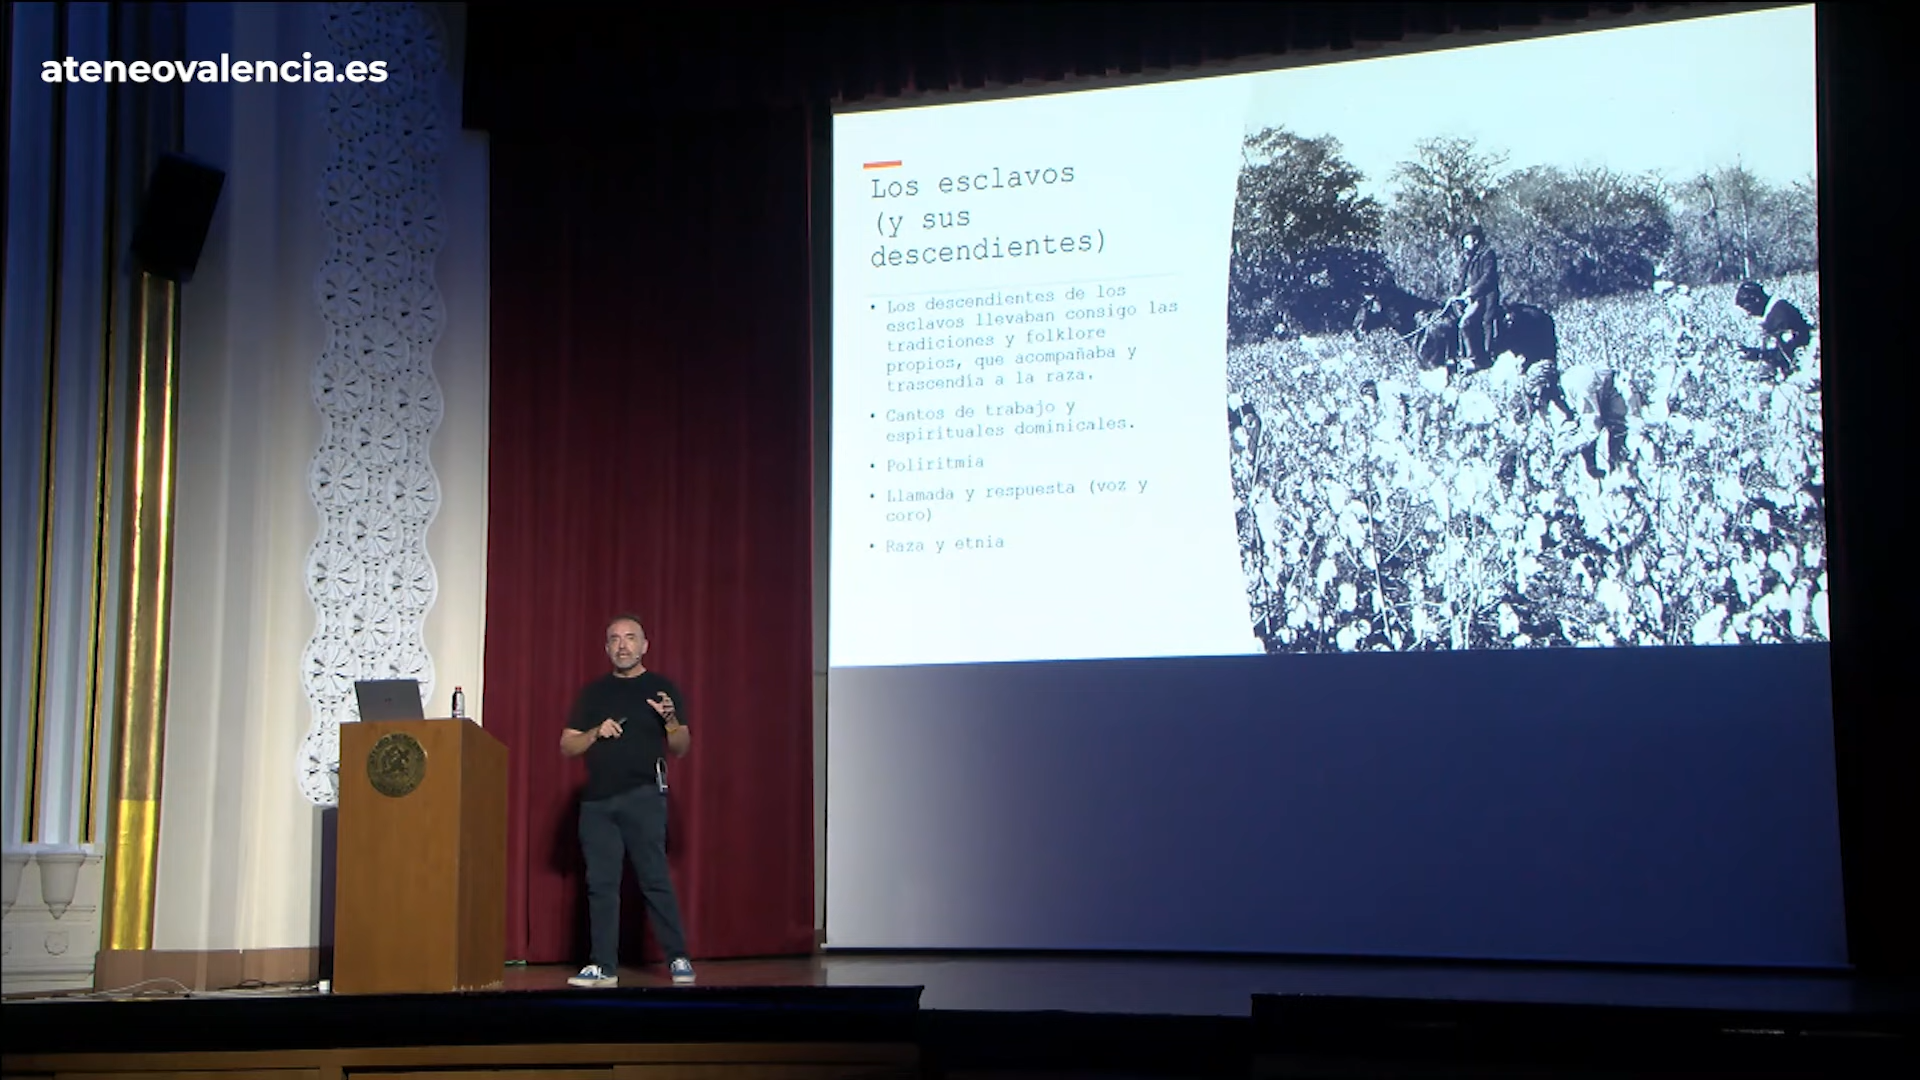 ateneovalencia.es
Los esclavos
(y sus
descendientes)
• Los descendientes de los
esclavos llevaban consigo las
tradiciones y folklore
propios, que acompañaba y
trascendía a la raza.
• Cantos de trabajo y
espirituales dominicales.
• Poliritmia
• Llamada y respuesta (voz y
coro)
• Raza y etnia